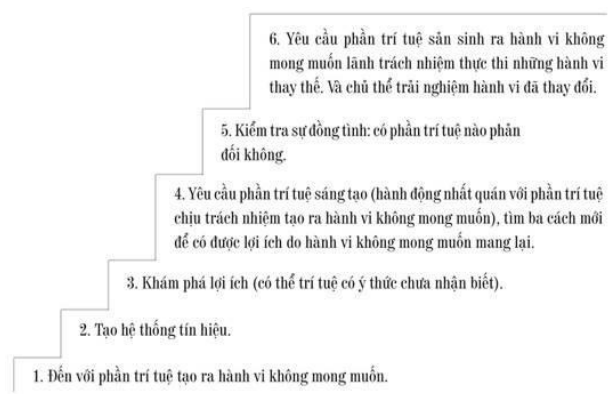 6. Yêu cầu phần trí tuệ sản sinh ra hành vi không
mong muốn lãnh trách nhiệm thực thi những hành vi
thay thế. Và chủ thể trải nghiệm hành vi đã thay đổi.
5. Kiểm tra sự đồng tình: có phần trí tuệ nào phản
đối không.
4. Yêu cầu phần trí tuệ sáng tạo (hành động nhất quán với phần trí tuệ
chịu trách nhiệm tạo ra hành vi không mong muốn), tìm ba cách mới
để có được lợi ích do hành vi không mong muốn mang lại.
3. Khám phá lợi ích (có thể trí tuệ có ý thức chưa nhận biết).
2. Tạo hệ thống tín hiệu.
1. Đến với phần trí tuệ tạo ra hành vi không mong muốn.